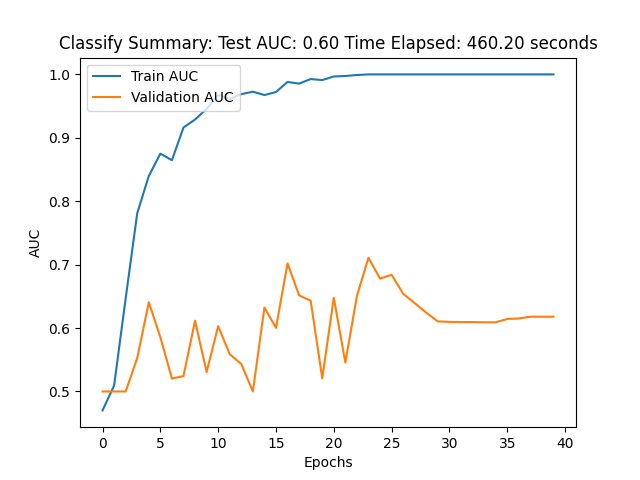 Classify Summary: Test AUC: 0.60 Time Elapsed: 460.20 seconds
Train AUC
Validation AUC
1.0
0.9
0.8
0.7
0.6
0.5
AUC
0 5 10 15 20 25 30 35 40
Epochs